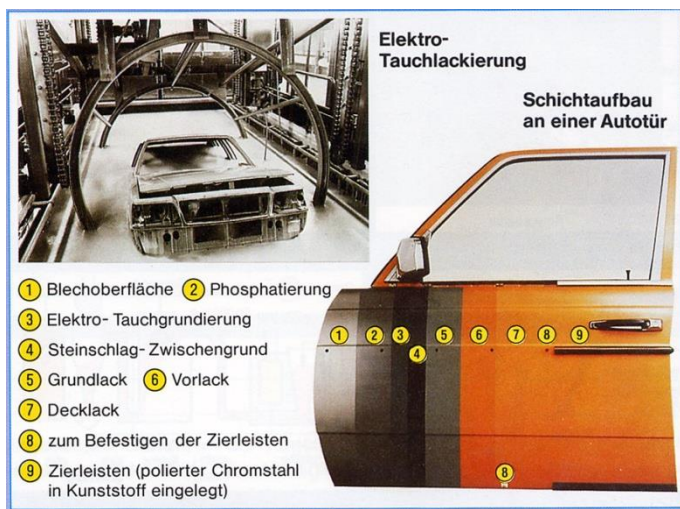 Elektro-
Tauchlackierung
Schichtaufbau
an einer Autotür
1 Blechoberfläche 2 Phosphatierung
3 Elektro-Tauchgrundierung
4 Steinschlag-Zwischengrund
5 Grundlack 6 Vorlack
7 Decklack
8 zum Befestigen der Zierleisten
9 Zierleisten (polierter Chromstahl
in Kunststoff eingelegt)
1 2 3 5 6 7 8 9
4
8